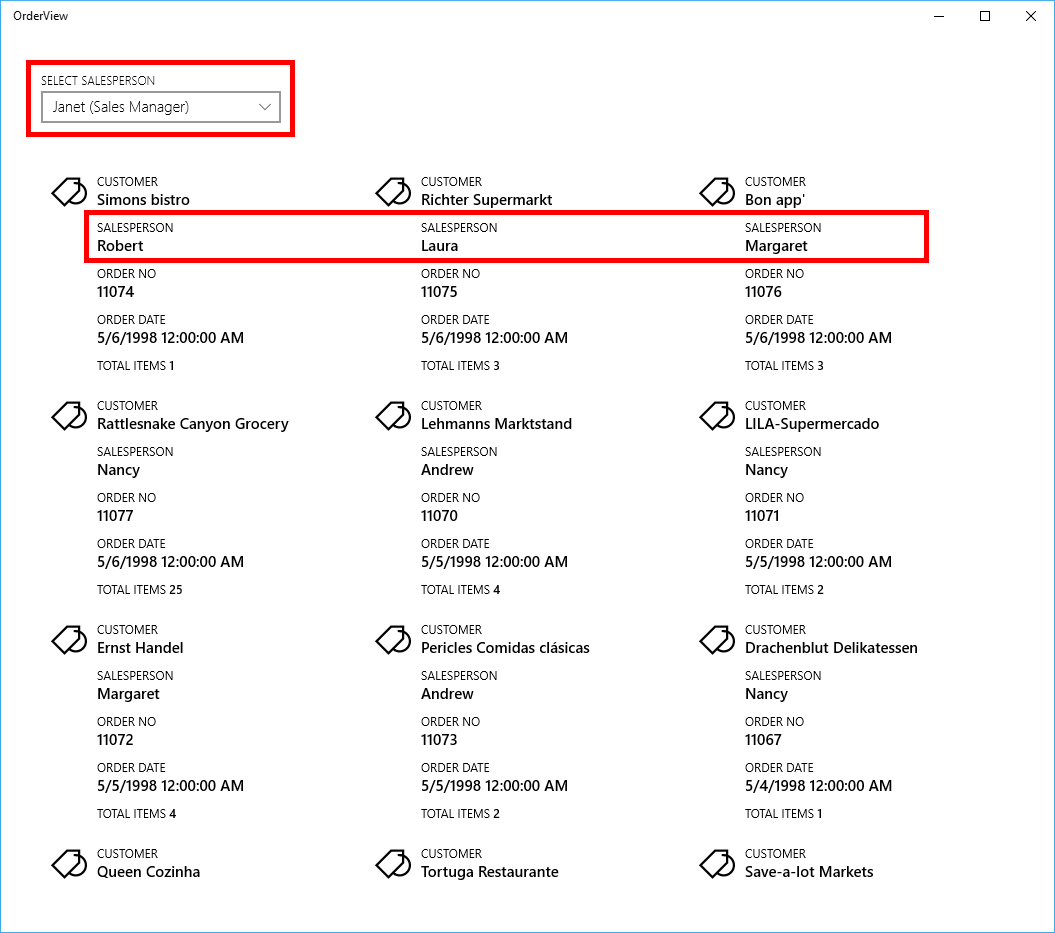 OrderView
SELECT SALESPERSON
Janet (Sales Manager)
CUSTOMER
Simons bistro
SALESPERSON
Robert
ORDER NO
11074
ORDER DATE
5/6/1998 12:00:00 AM
TOTAL ITEMS 1
CUSTOMER
Richter Supermarkt
SALESPERSON
Laura
ORDER NO
11075
ORDER DATE
5/6/1998 12:00:00 AM
TOTAL ITEMS 3
CUSTOMER
Bon app'
SALESPERSON
Margaret
ORDER NO
11076
ORDER DATE
5/6/1998 12:00:00 AM
TOTAL ITEMS 3
CUSTOMER
Rattlesnake Canyon Grocery
SALESPERSON
Nancy
ORDER NO
11077
ORDER DATE
5/6/1998 12:00:00 AM
TOTAL ITEMS 25
CUSTOMER
Lehmanns Marktstand
SALESPERSON
Andrew
ORDER NO
11070
ORDER DATE
5/5/1998 12:00:00 AM
TOTAL ITEMS 4
CUSTOMER
LILA-Supermercado
SALESPERSON
Nancy
ORDER NO
11071
ORDER DATE
5/5/1998 12:00:00 AM
TOTAL ITEMS 2
CUSTOMER
Ernst Handel
SALESPERSON
Margaret
ORDER NO
11072
ORDER DATE
5/5/1998 12:00:00 AM
TOTAL ITEMS 4
CUSTOMER
Pericles Comidas clásicas
SALESPERSON
Andrew
ORDER NO
11073
ORDER DATE
5/5/1998 12:00:00 AM
TOTAL ITEMS 2
CUSTOMER
Drachenblut Delikatessen
SALESPERSON
Nancy
ORDER NO
11067
ORDER DATE
5/4/1998 12:00:00 AM
TOTAL ITEMS 1
CUSTOMER
Queen Cozinha
CUSTOMER
Tortuga Restaurante
CUSTOMER
Save-a-lot Markets